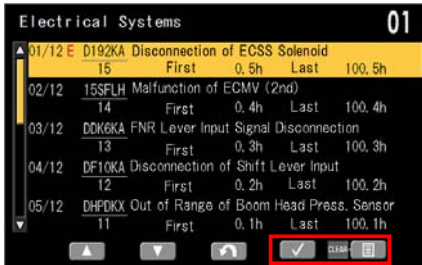 Electrical Systems 01
01/12 E D192KA Disconnection of ECSS Solenoid
15 First 0.5h Last 100.5h
02/12 15SFLH Malfunction of ECMV (2nd)
14 First 0.4h Last 100.4h
03/12 DDK6KA FNR Lever Input Signal Disconnection
13 First 0.3h Last 100.3h
04/12 DF10KA Disconnection of Shift Lever Input
12 First 0.2h Last 100.2h
05/12 DHPDKX Out of Range of Boom Head Press. Sensor
11 First 0.1h Last 100.1h
CLEAR